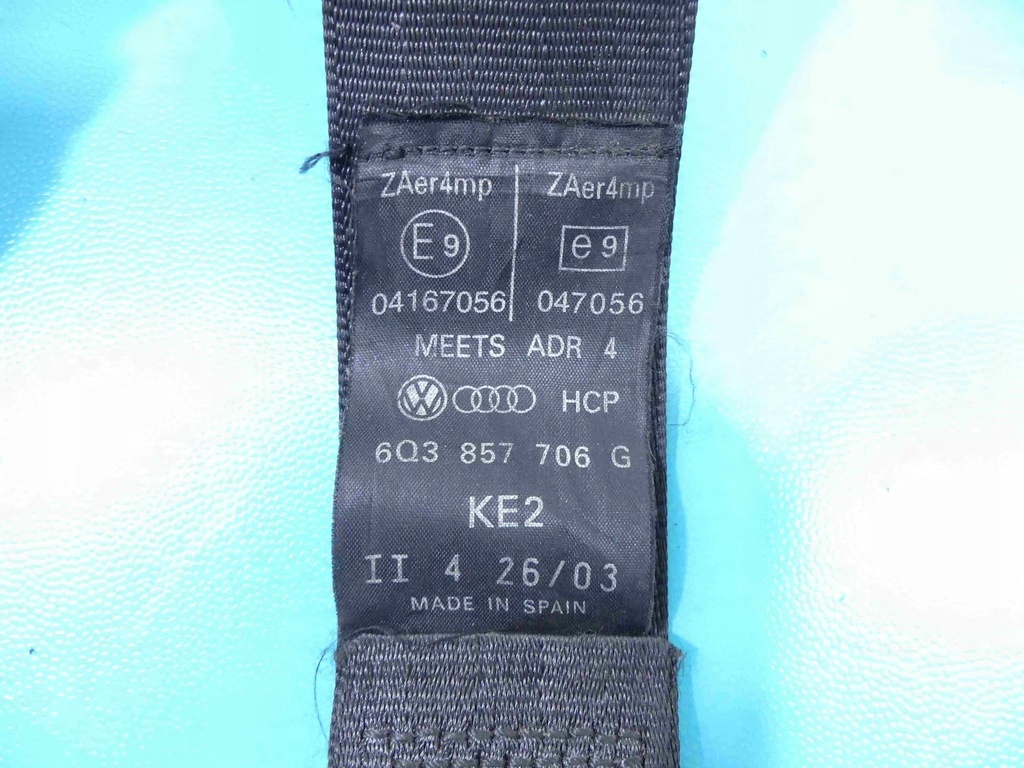 ZAer4mp ZAer4mp
E9 e9
04167056 047056
MEETS ADR 4
VW HCP
6Q3 857 706 G
KE2
II 4 26/03
MADE IN SPAIN